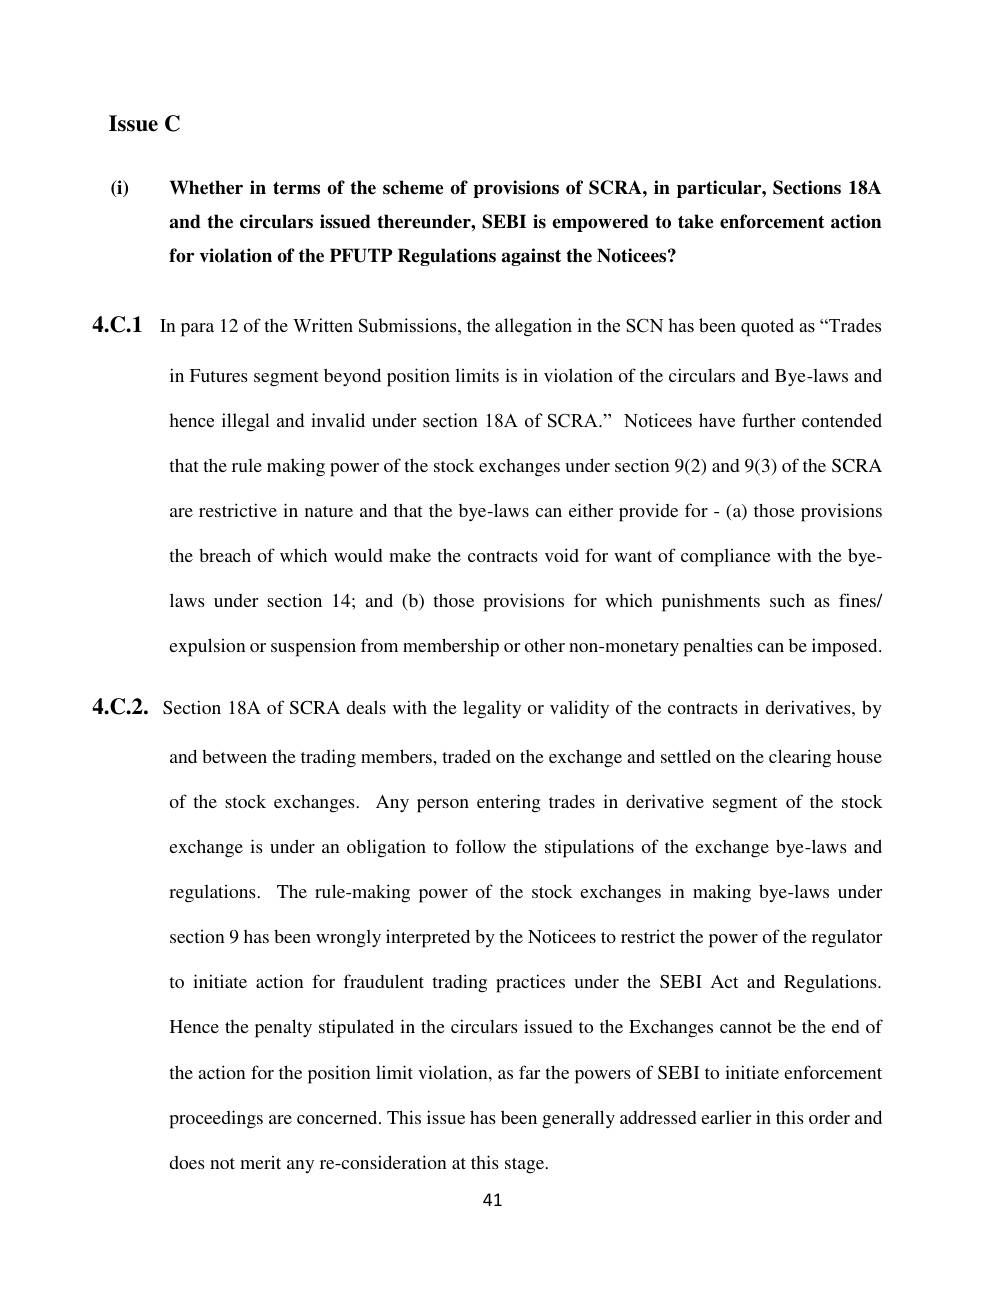 Issue C
(i) Whether in terms of the scheme of provisions of SCRA, in particular, Sections 18A
and the circulars issued thereunder, SEBI is empowered to take enforcement action
for violation of the PFUTP Regulations against the Noticees?
4.C.1 In para 12 of the Written Submissions, the allegation in the SCN has been quoted as “Trades
in Futures segment beyond position limits is in violation of the circulars and Bye-laws and
hence illegal and invalid under section 18A of SCRA.” Noticees have further contended
that the rule making power of the stock exchanges under section 9(2) and 9(3) of the SCRA
are restrictive in nature and that the bye-laws can either provide for - (a) those provisions
the breach of which would make the contracts void for want of compliance with the bye-
laws under section 14; and (b) those provisions for which punishments such as fines/
expulsion or suspension from membership or other non-monetary penalties can be imposed.
4.C.2. Section 18A of SCRA deals with the legality or validity of the contracts in derivatives, by
and between the trading members, traded on the exchange and settled on the clearing house
of the stock exchanges. Any person entering trades in derivative segment of the stock
exchange is under an obligation to follow the stipulations of the exchange bye-laws and
regulations. The rule-making power of the stock exchanges in making bye-laws under
section 9 has been wrongly interpreted by the Noticees to restrict the power of the regulator
to initiate action for fraudulent trading practices under the SEBI Act and Regulations.
Hence the penalty stipulated in the circulars issued to the Exchanges cannot be the end of
the action for the position limit violation, as far the powers of SEBI to initiate enforcement
proceedings are concerned. This issue has been generally addressed earlier in this order and
does not merit any re-consideration at this stage.
41